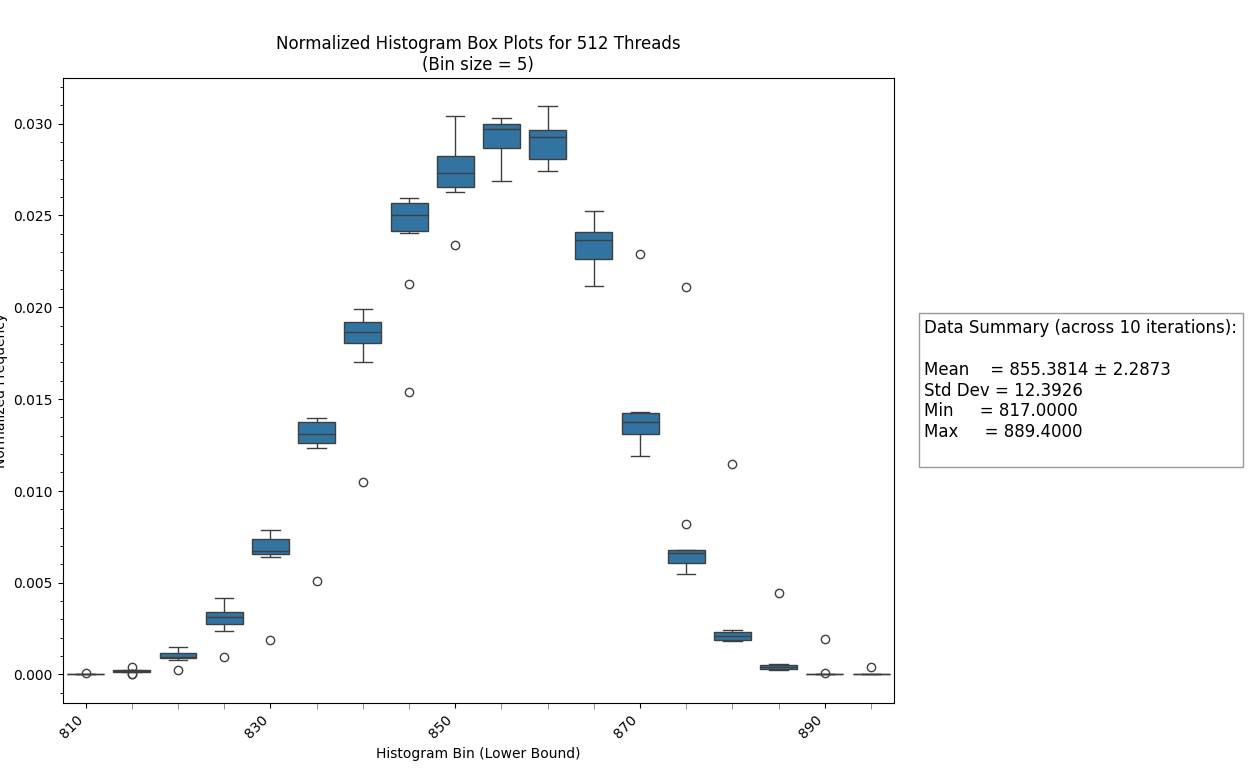 Normalized Histogram Box Plots for 512 Threads
(Bin size = 5)
0.030
0.025
0.020
0.015
0.010
0.005
0.000
Normalized Frequency
810
830
850
870
890
Histogram Bin (Lower Bound)
Data Summary (across 10 iterations):
Mean = 855.3814 ± 2.2873
Std Dev = 12.3926
Min = 817.0000
Max = 889.4000